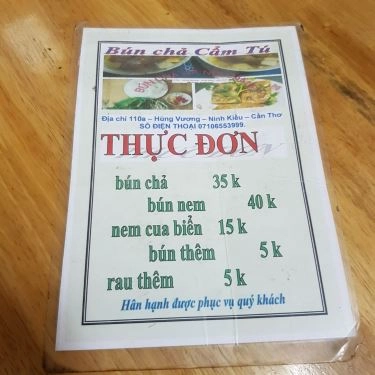 Bún chả Cẩm Tú
Địa chỉ 110a – Hùng Vương – Ninh Kiều – Cần Thơ
SỐ ĐIỆN THOẠI 07106553999
THỰC ĐƠN
bún chả 35 k
bún nem 40 k
nem cua biển 15 k
bún thêm 5 k
rau thêm 5 k
Hân hạnh được phục vụ quý khách